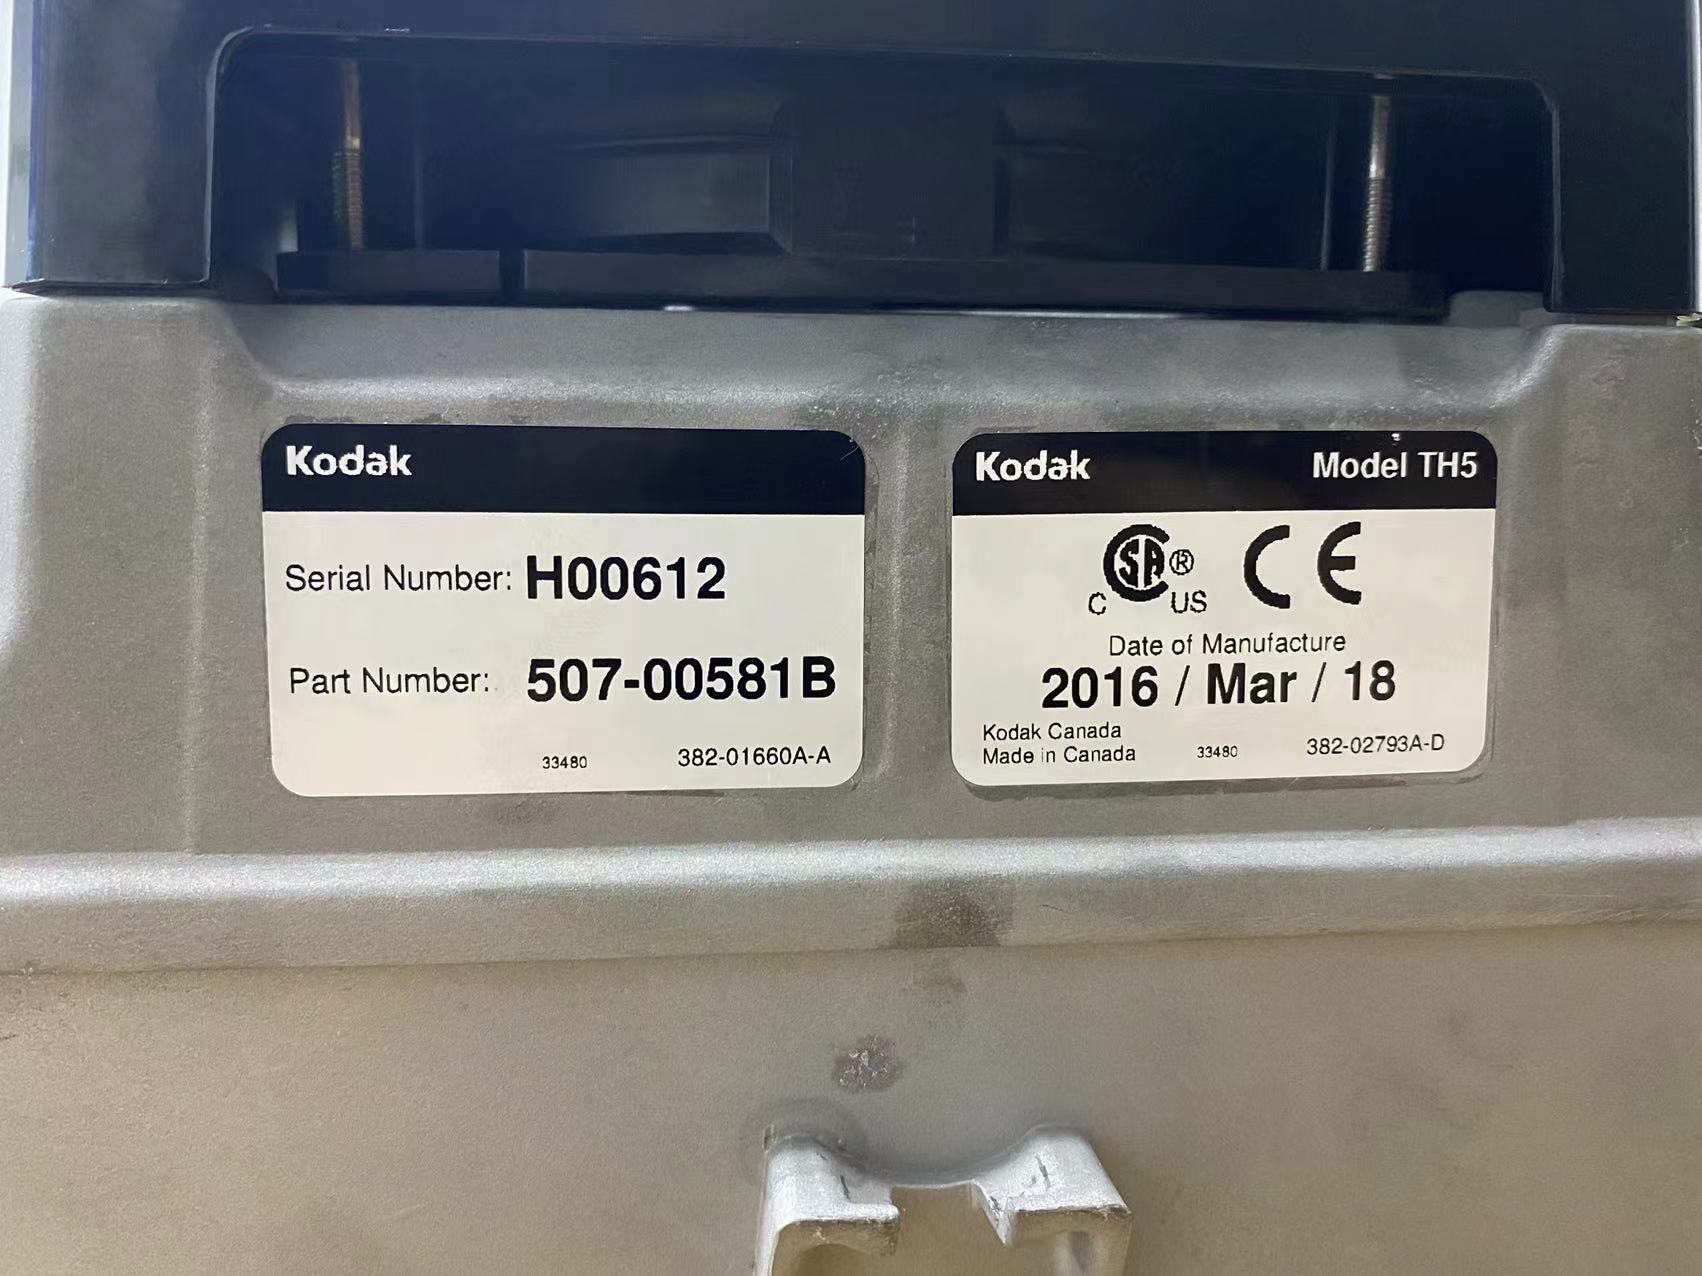 Kodak
Serial Number: H00612
Part Number: 507-00581B
33480 382-01660A-A
Kodak Model TH5
C SA® US CE
Date of Manufacture
2016 / Mar / 18
Kodak Canada
Made in Canada 33480 382-02793A-D